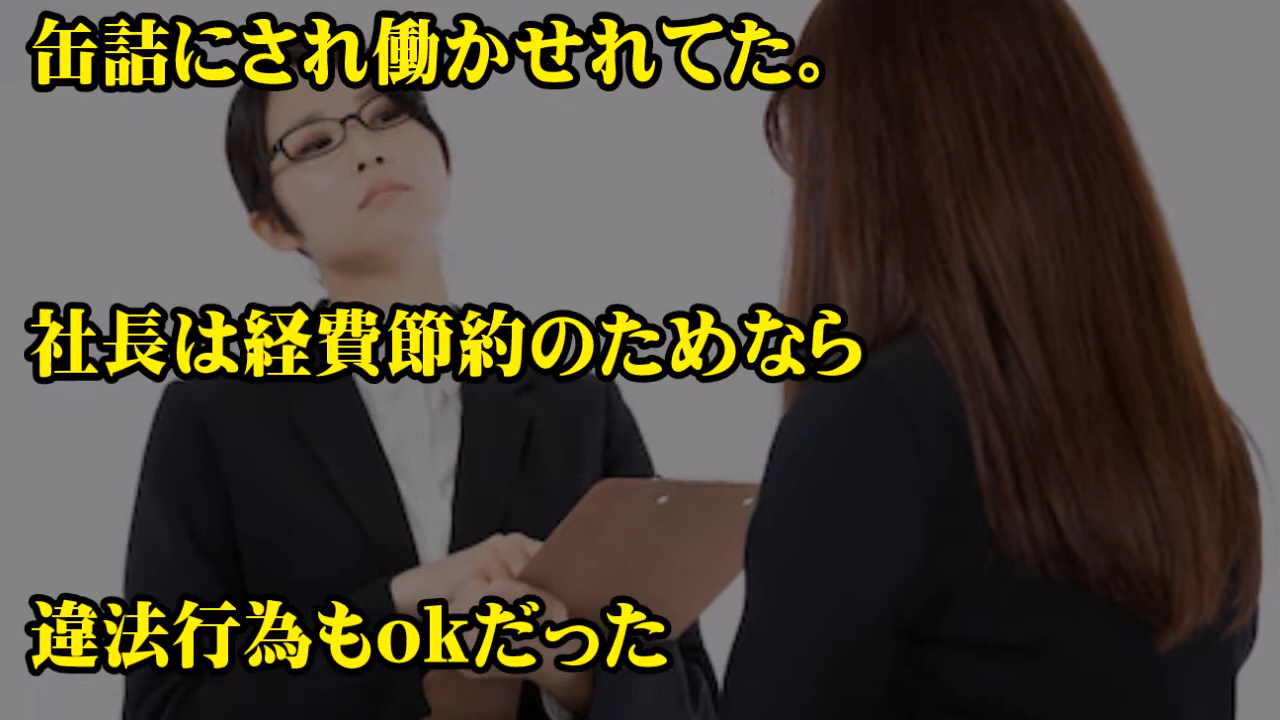 缶詰にされ働かせれてた。
社長は経費節約のためなら
違法行為もokだった